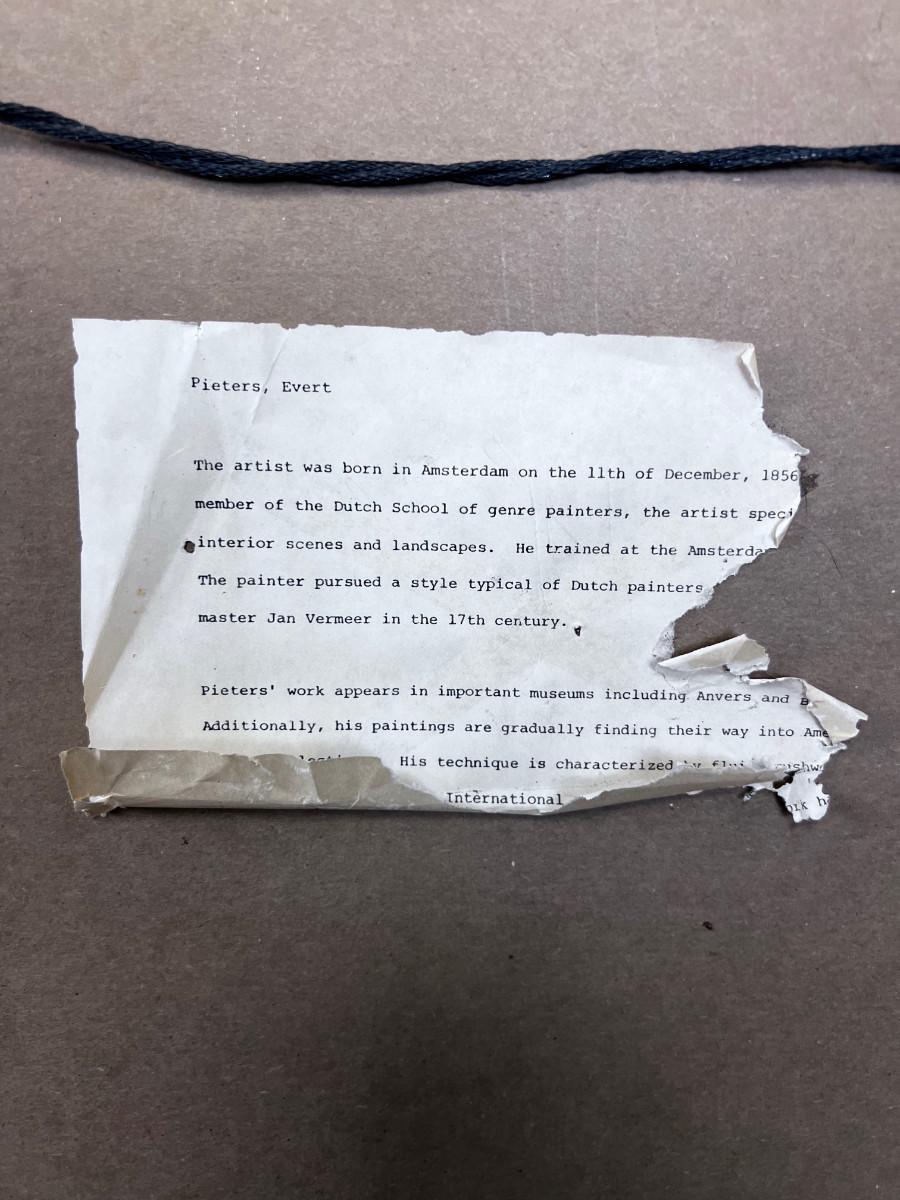 Pieters, Evert
The artist was born in Amsterdam on the 11th of December, 1856
member of the Dutch School of genre painters, the artist speci
interior scenes and landscapes. He trained at the Amsterda
The painter pursued a style typical of Dutch painters
master Jan Vermeer in the 17th century.
Pieters' work appears in important museums including Anvers and B
Additionally, his paintings are gradually finding their way into Ame
His technique is characterized by
International